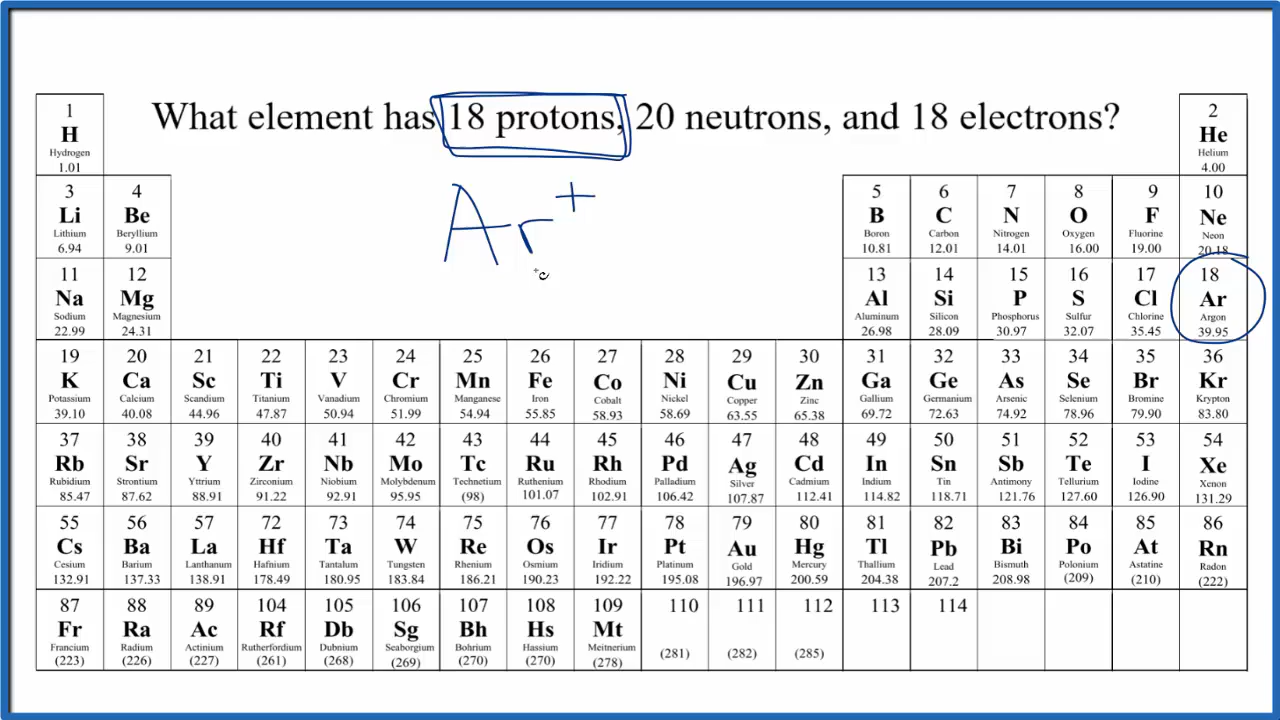 What element has 18 protons, 20 neutrons, and 18 electrons?
Ar+
1 2
H He
Hydrogen Helium
1.01 4.00
3 4 5 6 7 8 9 10
Li Be B C N O F Ne
Lithium Beryllium Boron Carbon Nitrogen Oxygen Fluorine Neon
6.94 9.01 10.81 12.01 14.01 16.00 19.00 20.18
11 12 13 14 15 16 17 18
Na Mg Al Si P S Cl Ar
Sodium Magnesium Aluminum Silicon Phosphorus Sulfur Chlorine Argon
22.99 24.31 26.98 28.09 30.97 32.07 35.45 39.95
19 20 21 22 23 24 25 26 27 28 29 30 31 32 33 34 35 36
K Ca Sc Ti V Cr Mn Fe Co Ni Cu Zn Ga Ge As Se Br Kr
Potassium Calcium Scandium Titanium Vanadium Chromium Manganese Iron Cobalt Nickel Copper Zinc Gallium Germanium Arsenic Selenium Bromine Krypton
39.10 40.08 44.96 47.87 50.94 51.99 54.94 55.85 58.93 58.69 63.55 65.38 69.72 72.63 74.92 78.96 79.90 83.80
37 38 39 40 41 42 43 44 45 46 47 48 49 50 51 52 53 54
Rb Sr Y Zr Nb Mo Tc Ru Rh Pd Ag Cd In Sn Sb Te I Xe
Rubidium Strontium Yttrium Zirconium Niobium Molybdenum Technetium Ruthenium Rhodium Palladium Silver Cadmium Indium Tin Antimony Tellurium Iodine Xenon
85.47 87.62 88.91 91.22 92.91 95.95 (98) 101.07 102.91 106.42 107.87 112.41 114.82 118.71 121.76 127.60 126.90 131.29
55 56 57 72 73 74 75 76 77 78 79 80 81 82 83 84 85 86
Cs Ba La Hf Ta W Re Os Ir Pt Au Hg Tl Pb Bi Po At Rn
Cesium Barium Lanthanum Hafnium Tantalum Tungsten Rhenium Osmium Iridium Platinum Gold Mercury Thallium Lead Bismuth Polonium Astatine Radon
132.91 137.33 138.91 178.49 180.95 183.84 186.21 190.23 192.22 195.08 196.97 200.59 204.38 207.2 208.98 (209) (210) (222)
87 88 89 104 105 106 107 108 109 110 111 112 113 114
Fr Ra Ac Rf Db Sg Bh Hs Mt
Francium Radium Actinium Rutherfordium Dubnium Seaborgium Bohrium Hassium Meitnerium
(223) (226) (227) (261) (268) (269) (270) (270) (278) (281) (282) (285)